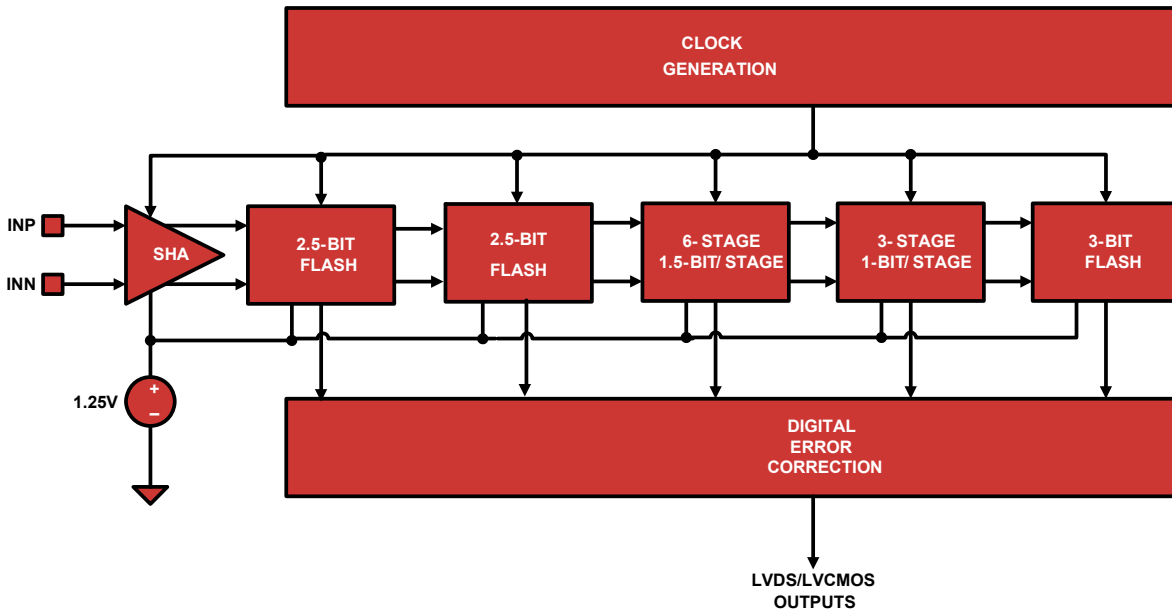 CLOCK
GENERATION
INP
INN
SHA
2.5-BIT
FLASH
2.5-BIT
FLASH
6- STAGE
1.5-BIT/ STAGE
3- STAGE
1-BIT/ STAGE
3-BIT
FLASH
1.25V
+
−
DIGITAL
ERROR
CORRECTION
LVDS/LVCMOS
OUTPUTS